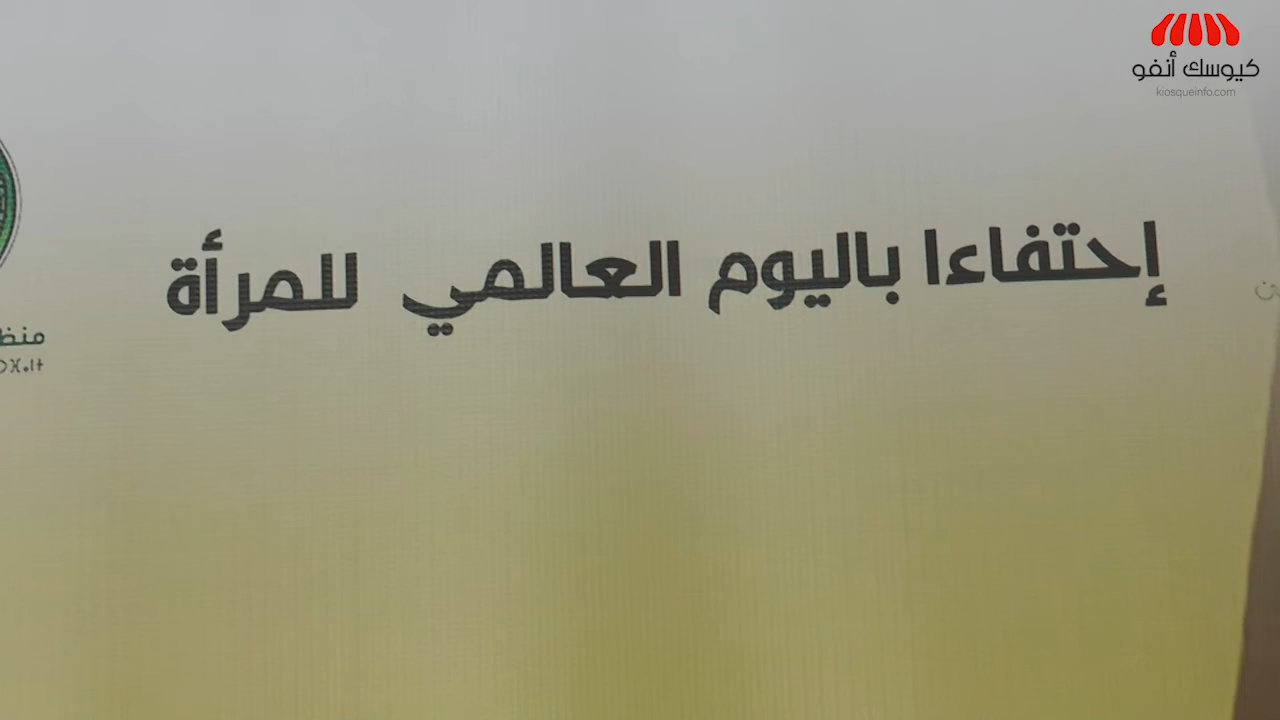 كيوسك أنفو
kiosqueinfo.com
إحتفاءا باليوم العالمي للمرأة